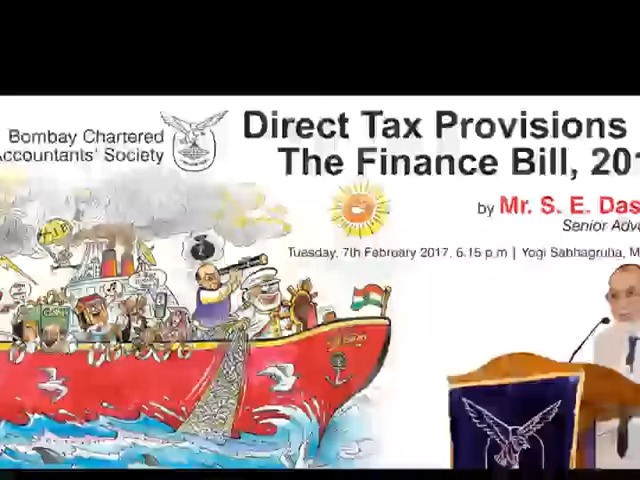 Bombay Chartered
Accountants' Society
Direct Tax Provisions
The Finance Bill, 201
by Mr. S. E. Das
Senior Advo
Tuesday, 7th February 2017, 6.15 p.m | Yogi Sabhagruha, M